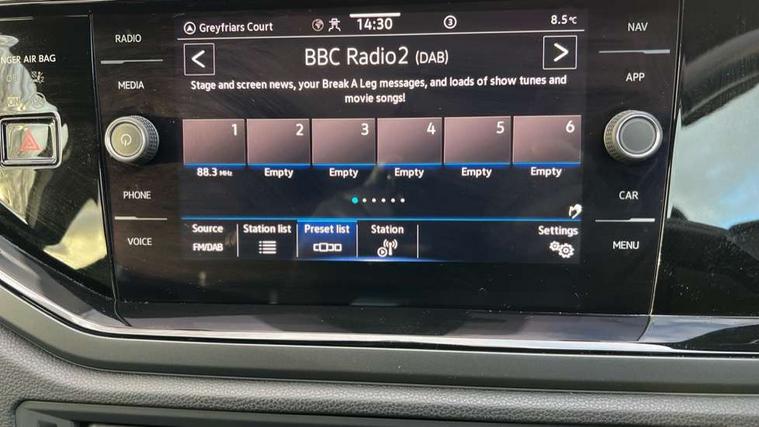 Greyfriars Court 14:30 3 8.5°C
BBC Radio2 (DAB)
Stage and screen news, your Break A Leg messages, and loads of show tunes and
movie songs!
1 2 3 4 5 6
88.3 MHz Empty Empty Empty Empty Empty
Source Station list Preset list Station Settings
FM/DAB
RADIO
MEDIA
PHONE
VOICE
NAV
APP
CAR
MENU
NGER AIR BAG